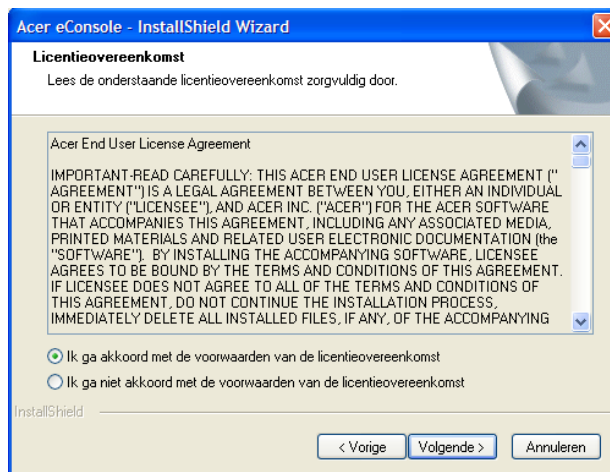 Acer eConsole - InstallShield Wizard
Licentieovereenkomst
Lees de onderstaande licentieovereenkomst zorgvuldig door.
Acer End User License Agreement
IMPORTANT-READ CAREFULLY: THIS ACER END USER LICENSE AGREEMENT ("
AGREEMENT") IS A LEGAL AGREEMENT BETWEEN YOU, EITHER AN INDIVIDUAL
OR ENTITY ("LICENSEE"), AND ACER INC. ("ACER") FOR THE ACER SOFTWARE
THAT ACCOMPANIES THIS AGREEMENT, INCLUDING ANY ASSOCIATED MEDIA,
PRINTED MATERIALS AND RELATED USER ELECTRONIC DOCUMENTATION (the
"SOFTWARE"). BY INSTALLING THE ACCOMPANYING SOFTWARE, LICENSEE
AGREES TO BE BOUND BY THE TERMS AND CONDITIONS OF THIS AGREEMENT.
IF LICENSEE DOES NOT AGREE TO ALL OF THE TERMS AND CONDITIONS OF
THIS AGREEMENT, DO NOT CONTINUE THE INSTALLATION PROCESS,
IMMEDIATELY DELETE ALL INSTALLED FILES, IF ANY, OF THE ACCOMPANYING
Ik ga akkoord met de voorwaarden van de licentieovereenkomst
Ik ga niet akkoord met de voorwaarden van de licentieovereenkomst
InstallShield
< Vorige Volgende > Annuleren